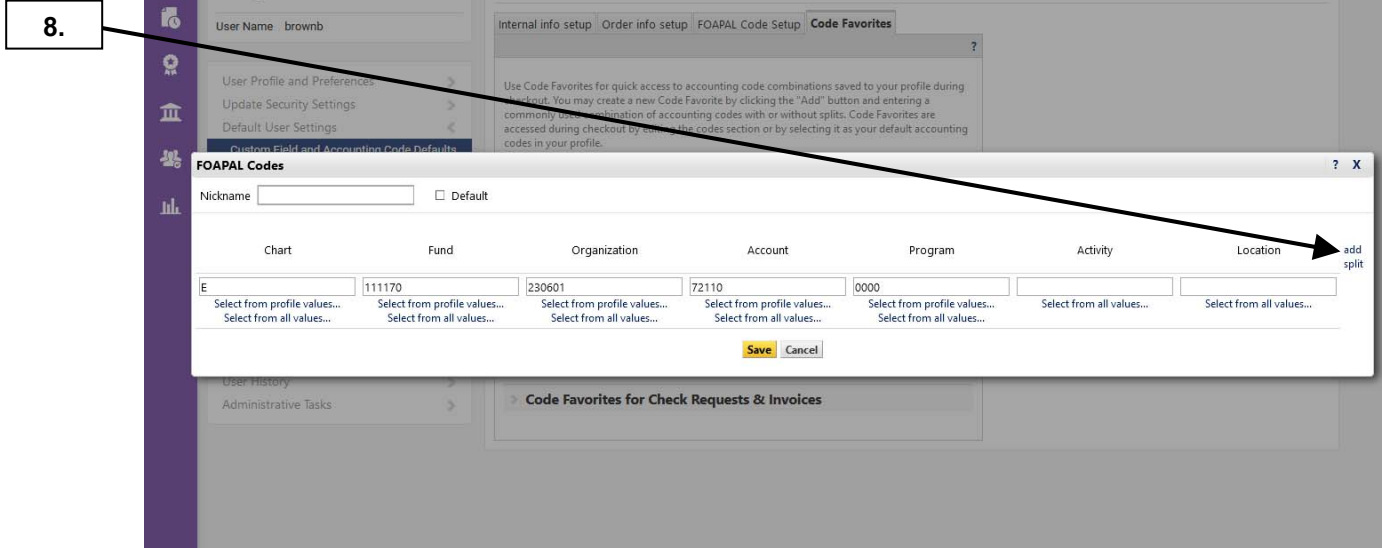 8.
User Name brownb
Internal info setup Order info setup FOAPAL Code Setup Code Favorites
?
User Profile and Preferences
Update Security Settings
Default User Settings
Custom Field and Accounting Code Defaults
Use Code Favorites for quick access to accounting code combinations saved to your profile during
checkout. You may create a new Code Favorite by clicking the "Add" button and entering a
commonly used combination of accounting codes with or without splits. Code Favorites are
accessed during checkout by editing the codes section or by selecting it as your default accounting
codes in your profile.
FOAPAL Codes ? X
Nickname Default
Chart Fund Organization Account Program Activity Location add
split
E 111170 230601 72110 0000
Select from profile values... Select from profile values... Select from profile values... Select from profile values... Select from profile values... Select from all values... Select from all values...
Select from all values... Select from all values... Select from all values... Select from all values... Select from all values...
Save Cancel
User History
Administrative Tasks
Code Favorites for Check Requests & Invoices